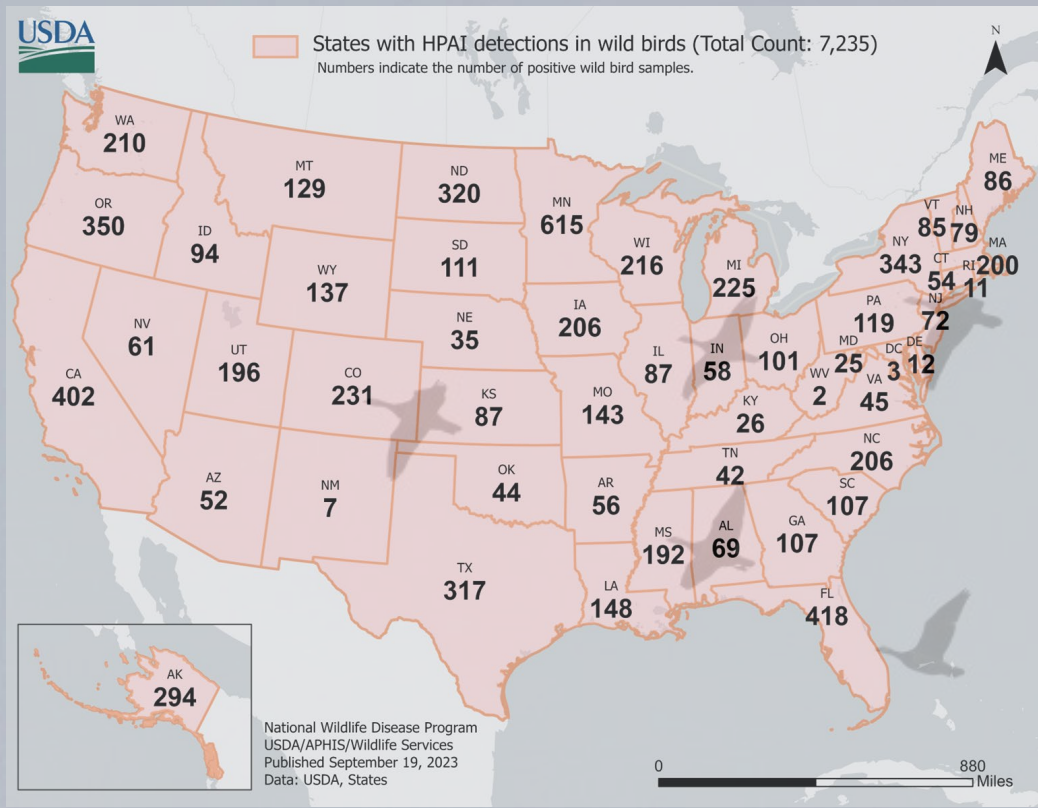 USDA
States with HPAI detections in wild birds (Total Count: 7,235)
Numbers indicate the number of positive wild bird samples.
N
WA
210
MT
129
ND
320
MN
615
ME
86
OR
350
ID
94
SD
111
WI
216
MI
225
VT
85
NH
79
NY
343
MA
200
CT
54
RI
11
WY
137
IA
206
PA
119
NJ
72
NV
61
UT
196
NE
35
IL
87
IN
58
OH
101
MD
25
DC
3
DE
12
CA
402
CO
231
KS
87
MO
143
WV
2
VA
45
KY
26
NC
206
AZ
52
NM
7
OK
44
AR
56
TN
42
SC
107
MS
192
AL
69
GA
107
TX
317
LA
148
FL
418
AK
294
National Wildlife Disease Program
USDA/APHIS/Wildlife Services
Published September 19, 2023
Data: USDA, States
0 880
Miles